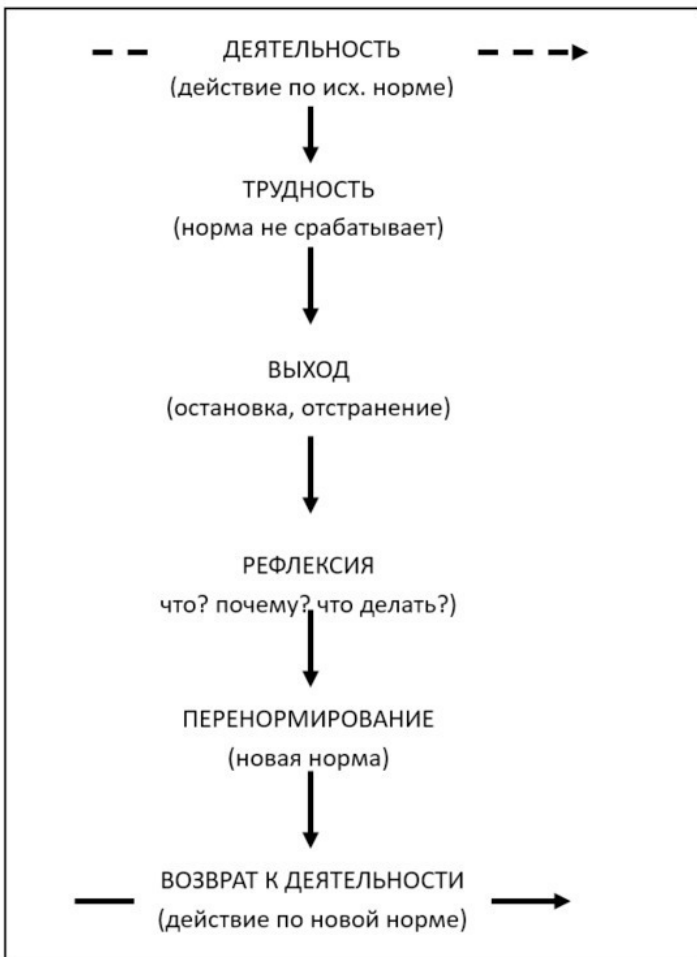 ДЕЯТЕЛЬНОСТЬ
(действие по исх. норме)
ТРУДНОСТЬ
(норма не срабатывает)
ВЫХОД
(остановка, отстранение)
РЕФЛЕКСИЯ
что? почему? что делать?)
ПЕРЕНОРМИРОВАНИЕ
(новая норма)
ВОЗВРАТ К ДЕЯТЕЛЬНОСТИ
(действие по новой норме)